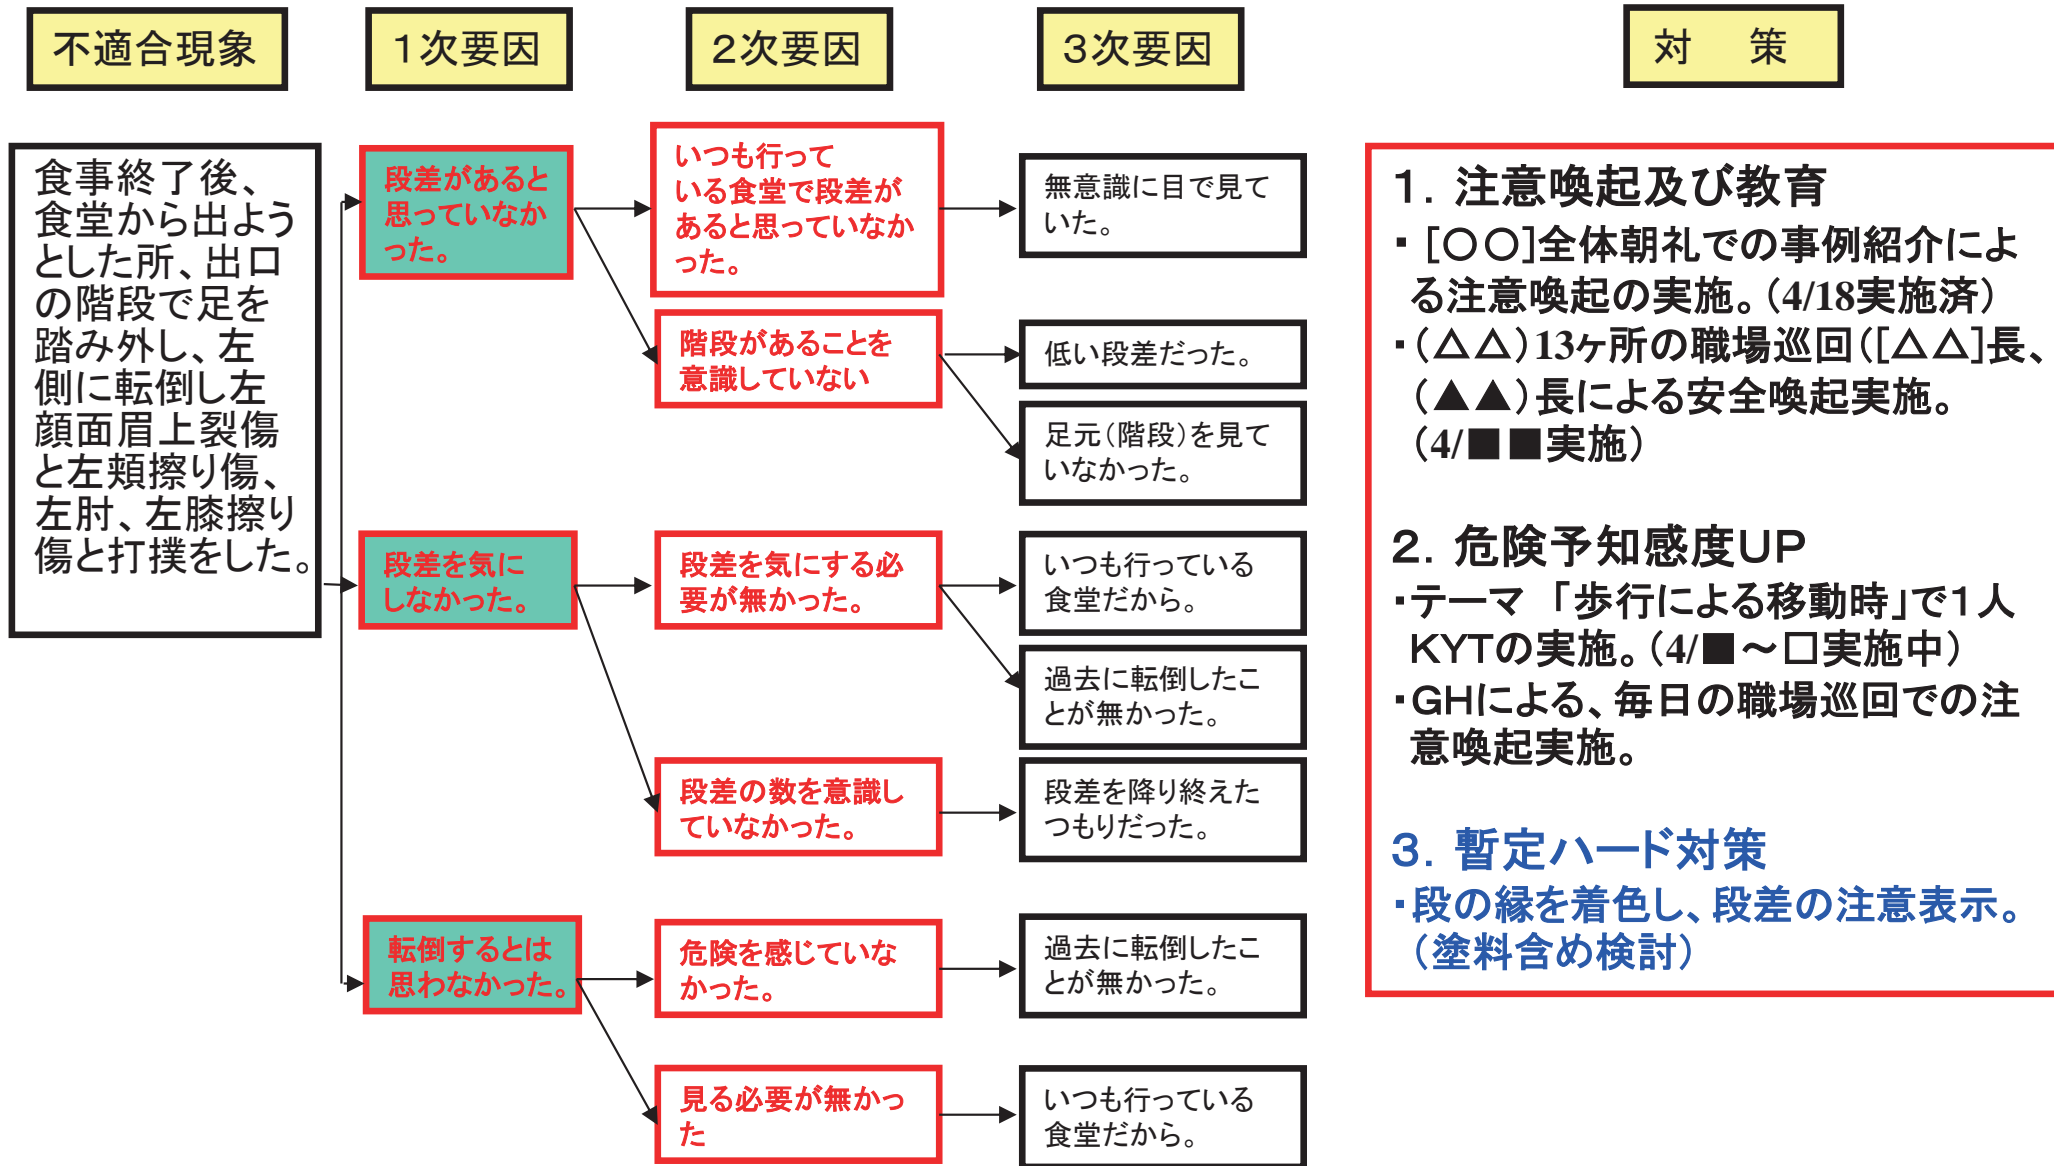 不適合現象
1次要因
2次要因
3次要因
対　策
食事終了後、
食堂から出よう
とした所、出口
の階段で足を
踏み外し、左
側に転倒し左
顔面眉上裂傷
と左頬擦り傷、
左肘、左膝擦り
傷と打撲をした。
段差があると
思っていなか
った。
いつも行って
いる食堂で段差が
あると思っていなか
った。
無意識に目で見て
いた。
階段があることを
意識していない
低い段差だった。
足元(階段)を見て
いなかった。
段差を気に
しなかった。
段差を気にする必
要が無かった。
いつも行っている
食堂だから。
過去に転倒したこ
とが無かった。
段差の数を意識し
ていなかった。
段差を降り終えた
つもりだった。
転倒するとは
思わなかった。
危険を感じていな
かった。
過去に転倒したこ
とが無かった。
見る必要が無かっ
た
いつも行っている
食堂だから。
1．注意喚起及び教育
・[○○]全体朝礼での事例紹介によ
る注意喚起の実施。(4/18実施済)
・(△△)13ヶ所の職場巡回([△△]長、
(▲▲)長による安全喚起実施。
(4/■■実施)
2．危険予知感度UP
・テーマ「歩行による移動時」で1人
KYTの実施。(4/■～□実施中)
・GHによる、毎日の職場巡回での注
意喚起実施。
3．暫定ハード対策
・段の縁を着色し、段差の注意表示。
(塗料含め検討)